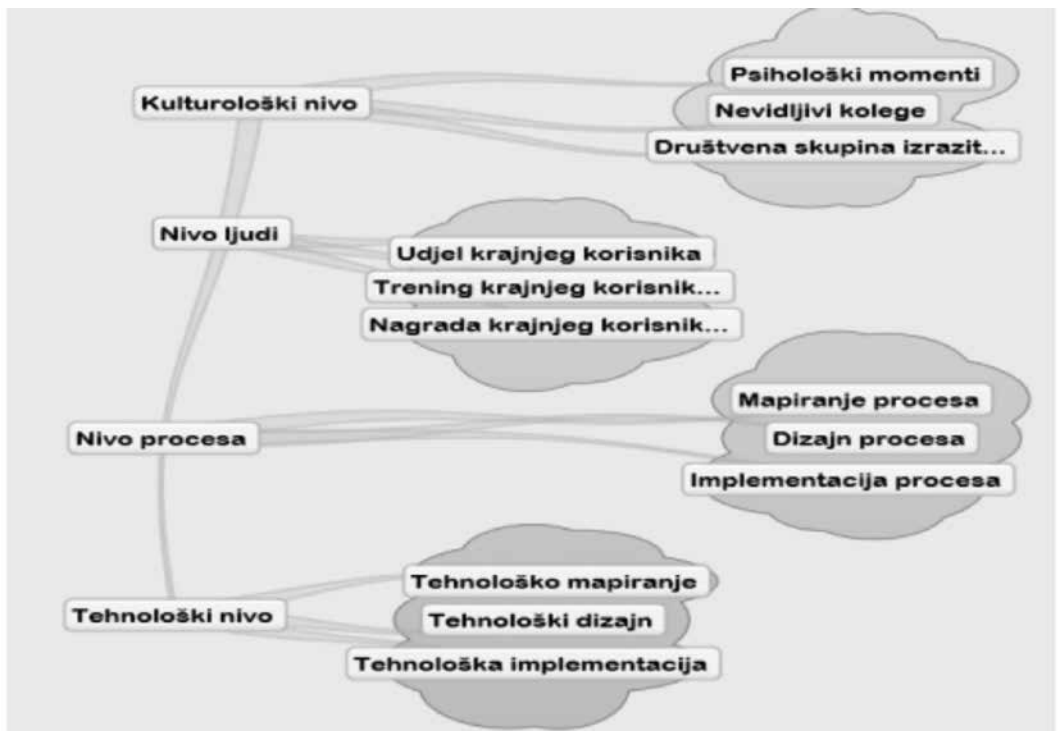 Kulturološki nivo
Psihološki momenti
Nevidljivi kolege
Društvena skupina izrazit...
Nivo ljudi
Udjel krajnjeg korisnika
Trening krajnjeg korisnik...
Nagrada krajnjeg korisnik...
Nivo procesa
Mapiranje procesa
Dizajn procesa
Implementacija procesa
Tehnološki nivo
Tehnološko mapiranje
Tehnološki dizajn
Tehnološka implementacija